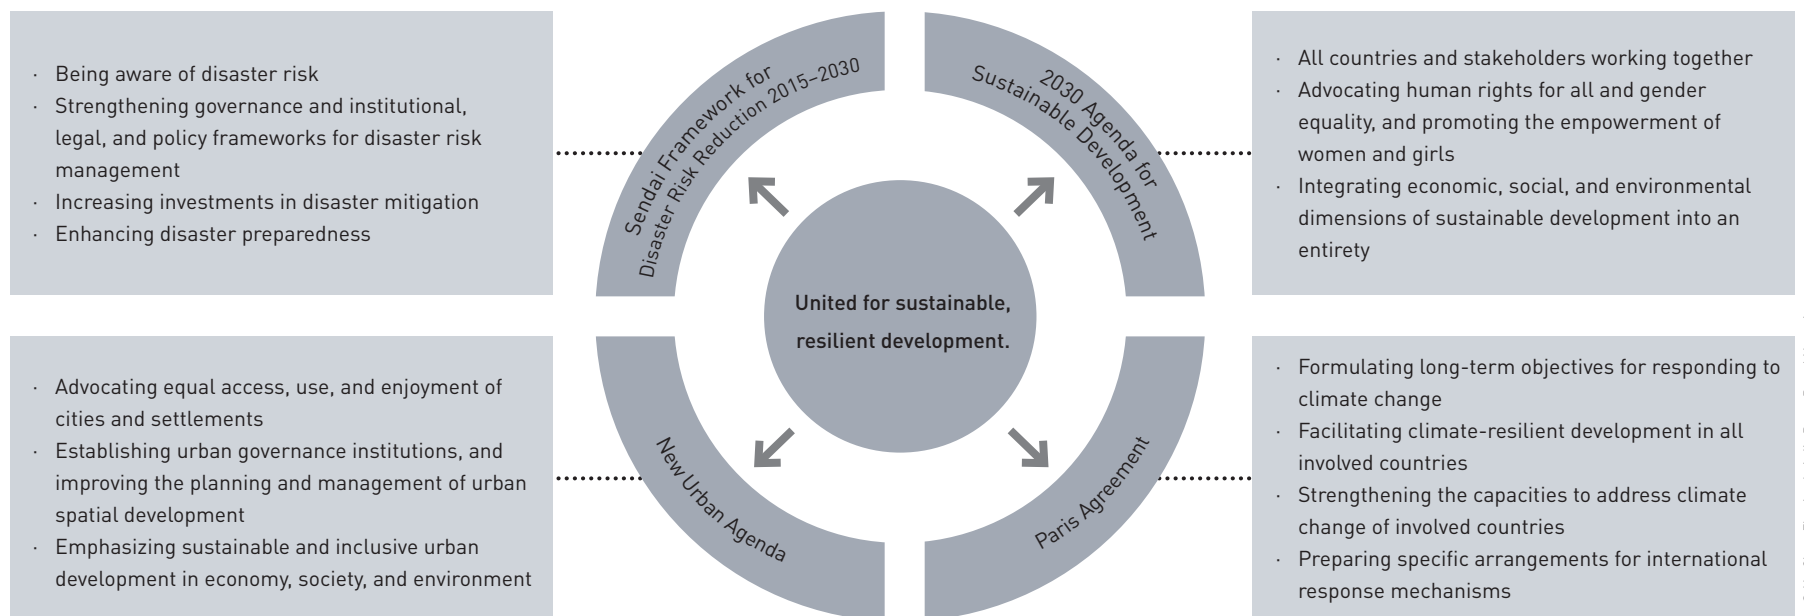 · Being aware of disaster risk
· Strengthening governance and institutional,
legal, and policy frameworks for disaster risk
management
· Increasing investments in disaster mitigation
· Enhancing disaster preparedness
Sendai Framework for
Disaster Risk Reduction 2015–2030
2030 Agenda for
Sustainable Development
· All countries and stakeholders working together
· Advocating human rights for all and gender
equality, and promoting the empowerment of
women and girls
· Integrating economic, social, and environmental
dimensions of sustainable development into an
entirety
United for sustainable,
resilient development.
· Advocating equal access, use, and enjoyment of
cities and settlements
· Establishing urban governance institutions, and
improving the planning and management of urban
spatial development
· Emphasizing sustainable and inclusive urban
development in economy, society, and environment
New Urban Agenda
Paris Agreement
· Formulating long-term objectives for responding to
climate change
· Facilitating climate-resilient development in all
involved countries
· Strengthening the capacities to address climate
change of involved countries
· Preparing specific arrangements for international
response mechanisms